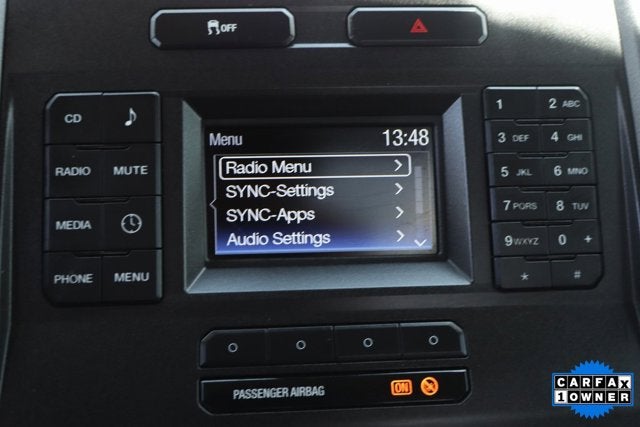 OFF
CD
RADIO MUTE
MEDIA
PHONE MENU
Menu 13:48
Radio Menu >
SYNC-Settings >
SYNC-Apps >
Audio Settings >
1 2 ABC
3 DEF 4 GHI
5 JKL 6 MNO
7 PQRS 8 TUV
9 WXYZ 0 +
* #
PASSENGER AIRBAG ON
CARFAX
1 OWNER